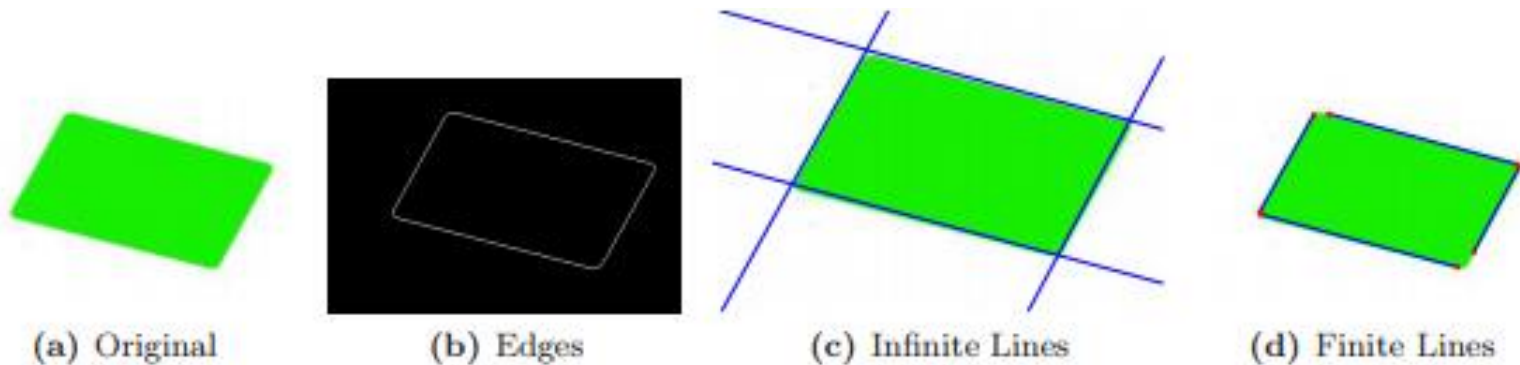 (a) Original
(b) Edges
(c) Infinite Lines
(d) Finite Lines